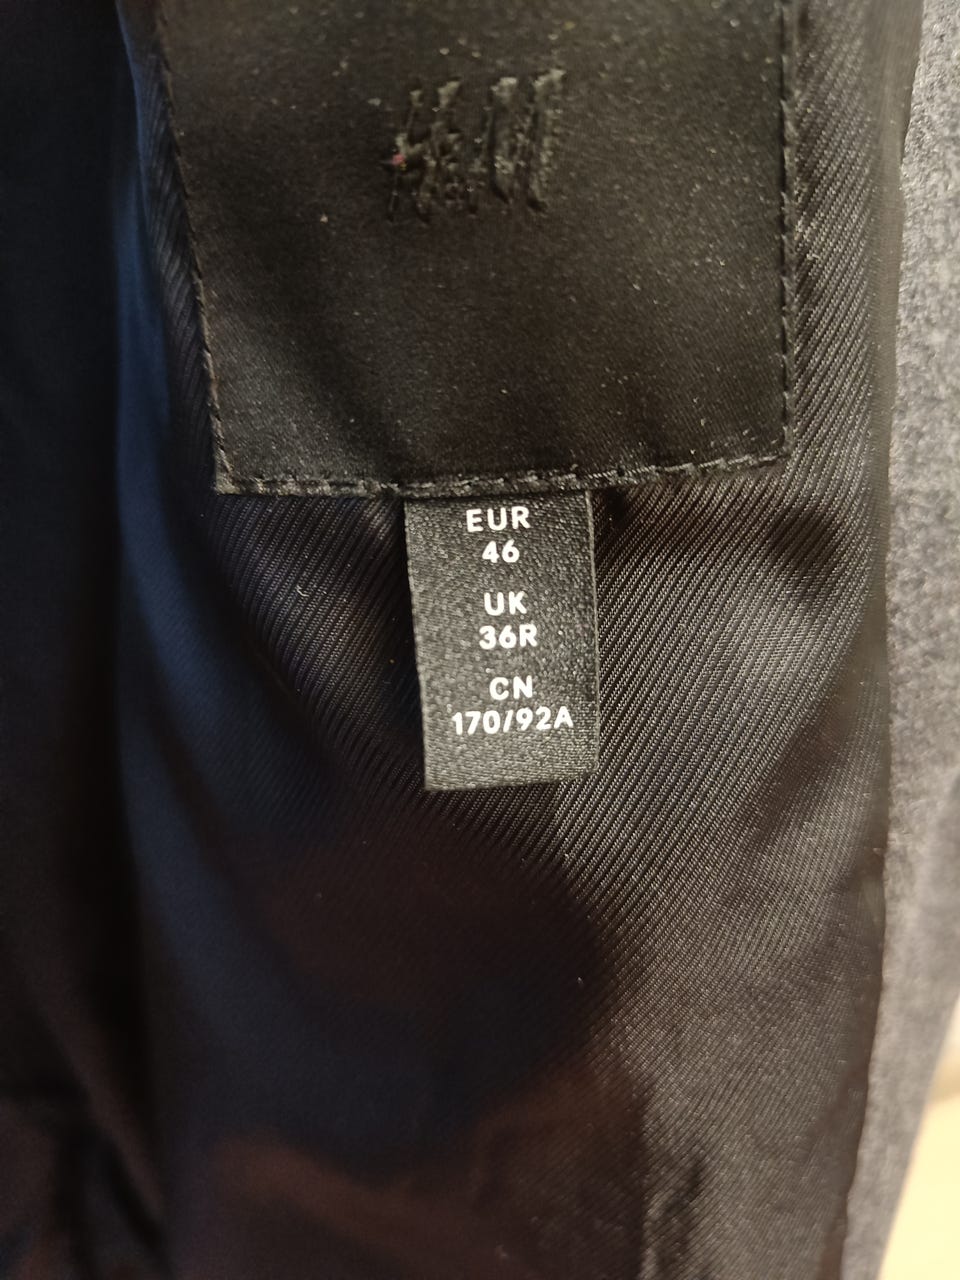 H&M
EUR
46
UK
36R
CN
170/92A